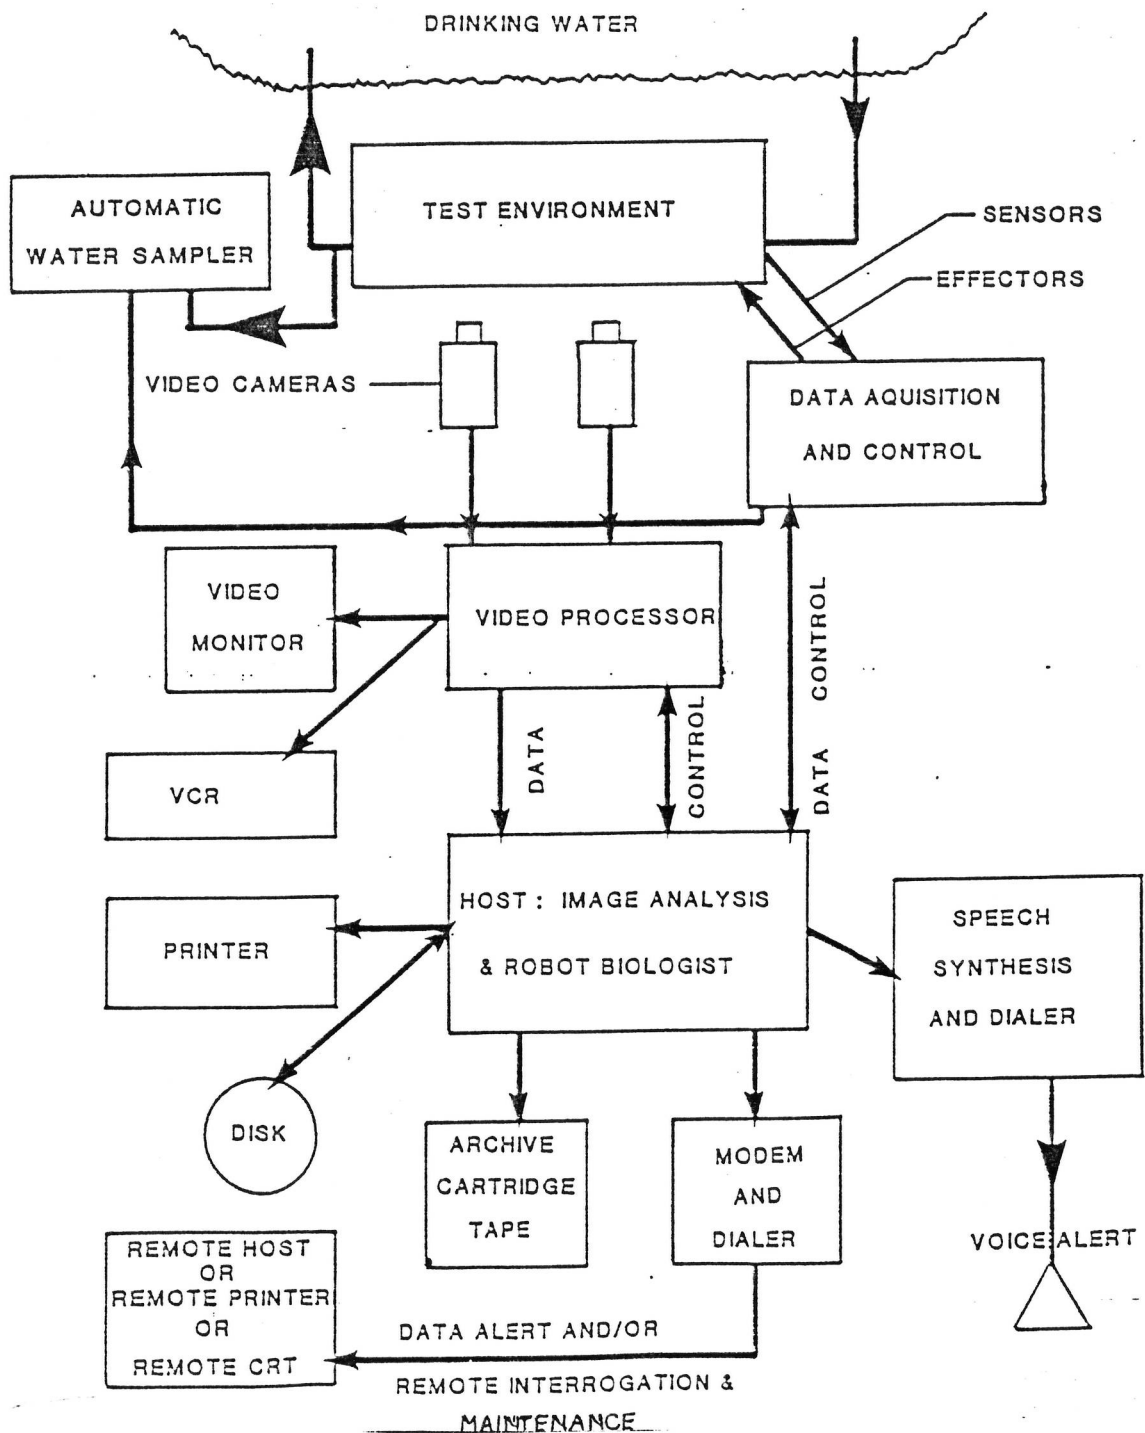 DRINKING WATER
AUTOMATIC
WATER SAMPLER
TEST ENVIRONMENT
SENSORS
EFFECTORS
VIDEO CAMERAS
DATA AQUISITION
AND CONTROL
VIDEO
MONITOR
VIDEO PROCESSOR
DATA
CONTROL
DATA CONTROL
VCR
HOST : IMAGE ANALYSIS
& ROBOT BIOLOGIST
PRINTER
SPEECH
SYNTHESIS
AND DIALER
DISK
ARCHIVE
CARTRIDGE
TAPE
MODEM
AND
DIALER
VOICE ALERT
REMOTE HOST
OR
REMOTE PRINTER
OR
REMOTE CRT
DATA ALERT AND/OR
REMOTE INTERROGATION &
MAINTENANCE